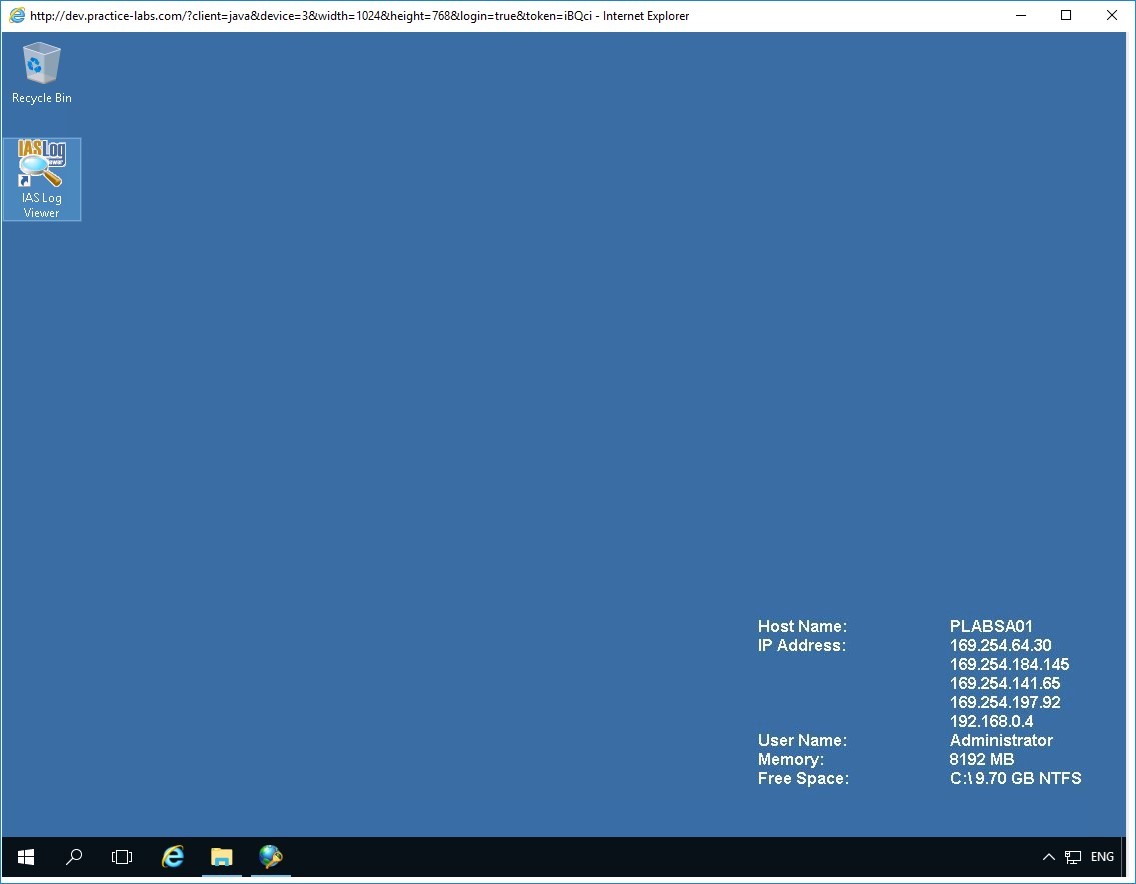 http://dev.practice-labs.com/?client=java&device=3&width=1024&height=768&login=true&token=iBQci - Internet Explorer
Recycle Bin
IASLog
Viewer
IAS Log
Viewer
Host Name: PLABSA01
IP Address: 169.254.64.30
169.254.184.145
169.254.141.65
169.254.197.92
192.168.0.4
User Name: Administrator
Memory: 8192 MB
Free Space: C:\ 9.70 GB NTFS
ENG